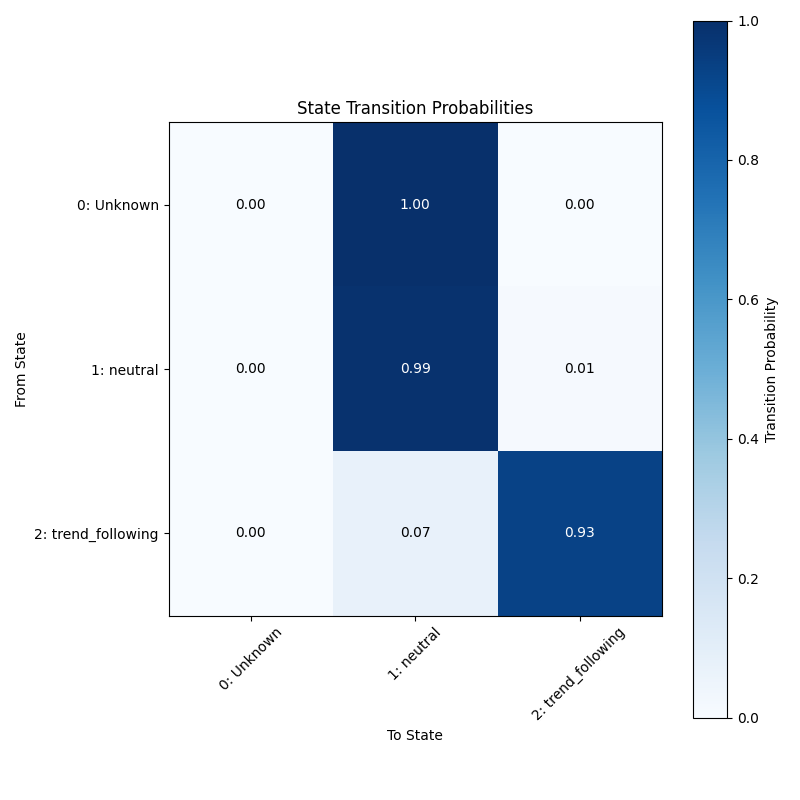 State Transition Probabilities
0: Unknown
0.00
1.00
0.00
1: neutral
0.00
0.99
0.01
2: trend_following
0.00
0.07
0.93
0: Unknown
1: neutral
2: trend_following
From State
To State
1.0
0.8
0.6
0.4
0.2
0.0
Transition Probability